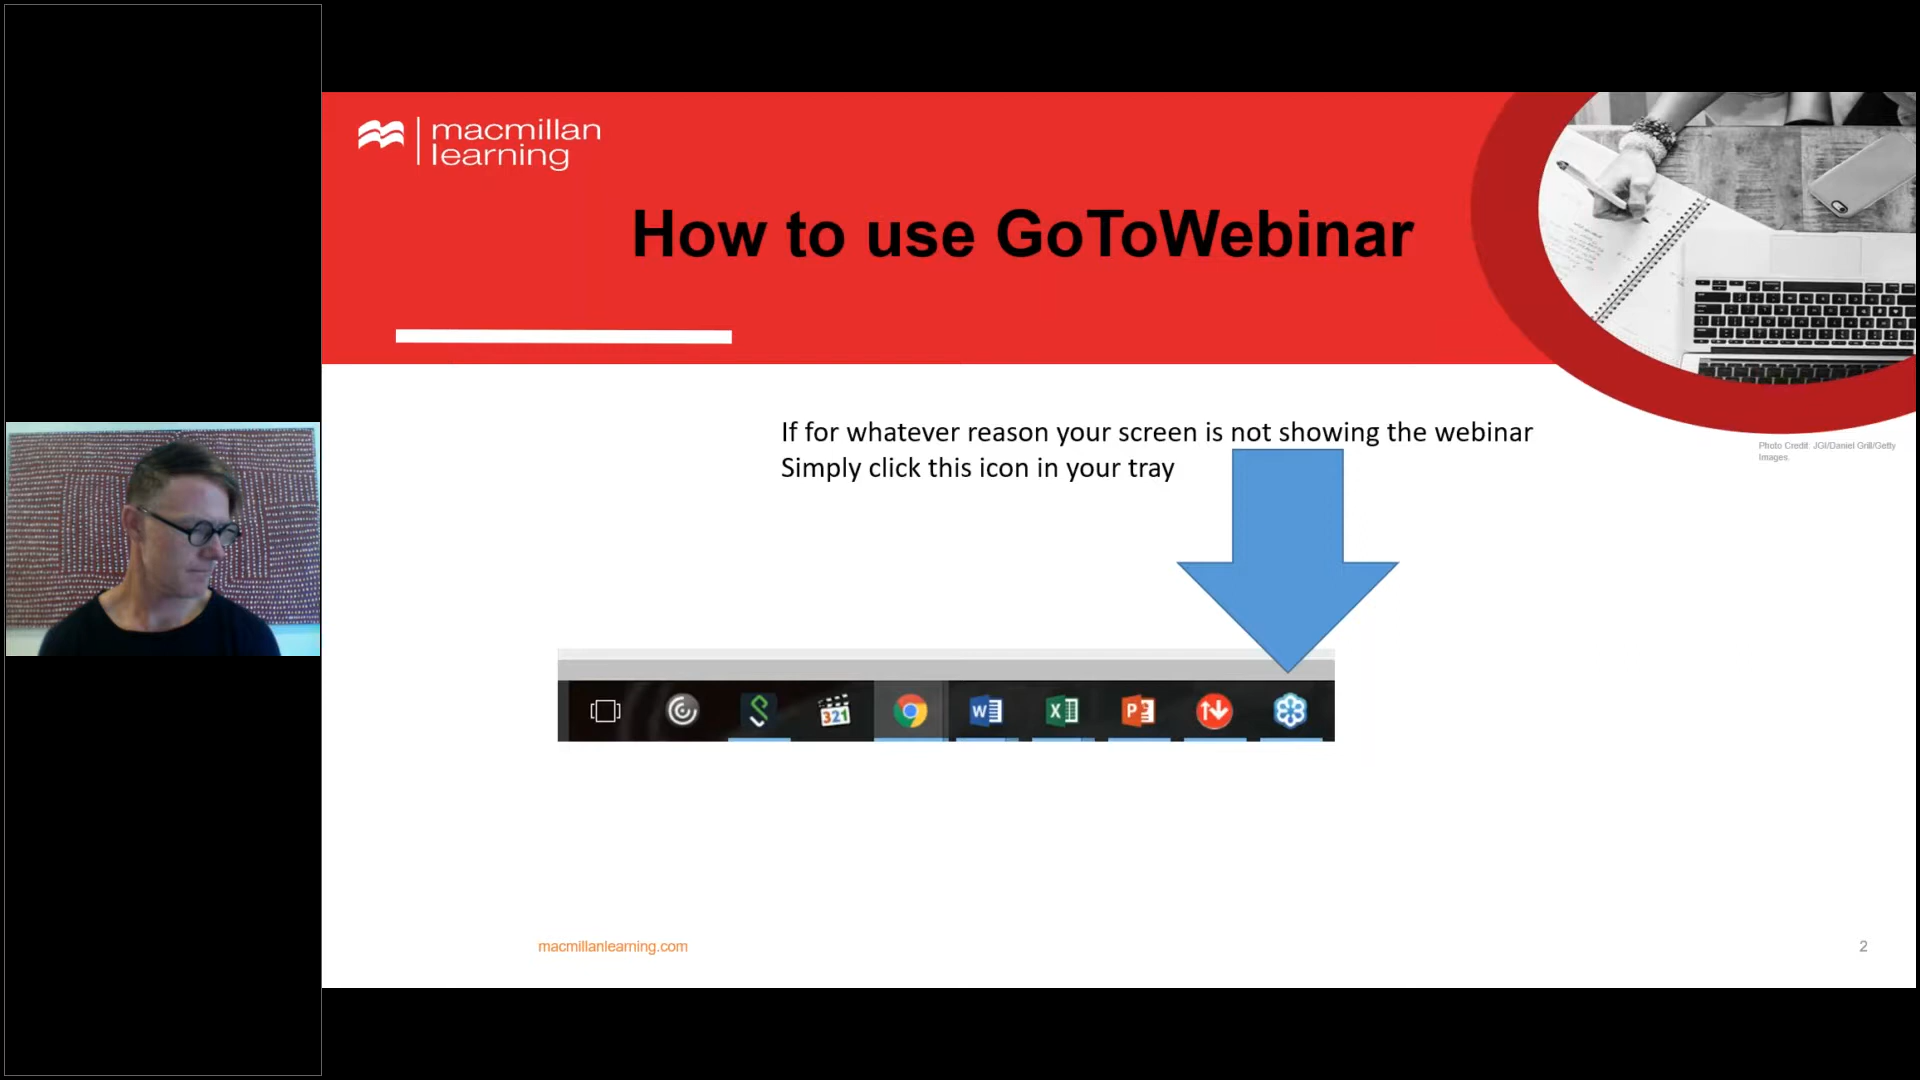 macmillan
learning
How to use GoToWebinar
If for whatever reason your screen is not showing the webinar
Simply click this icon in your tray
Photo Credit: JGI/Daniel Grill/Getty
Images.
321
W
X
P
macmillanlearning.com
2